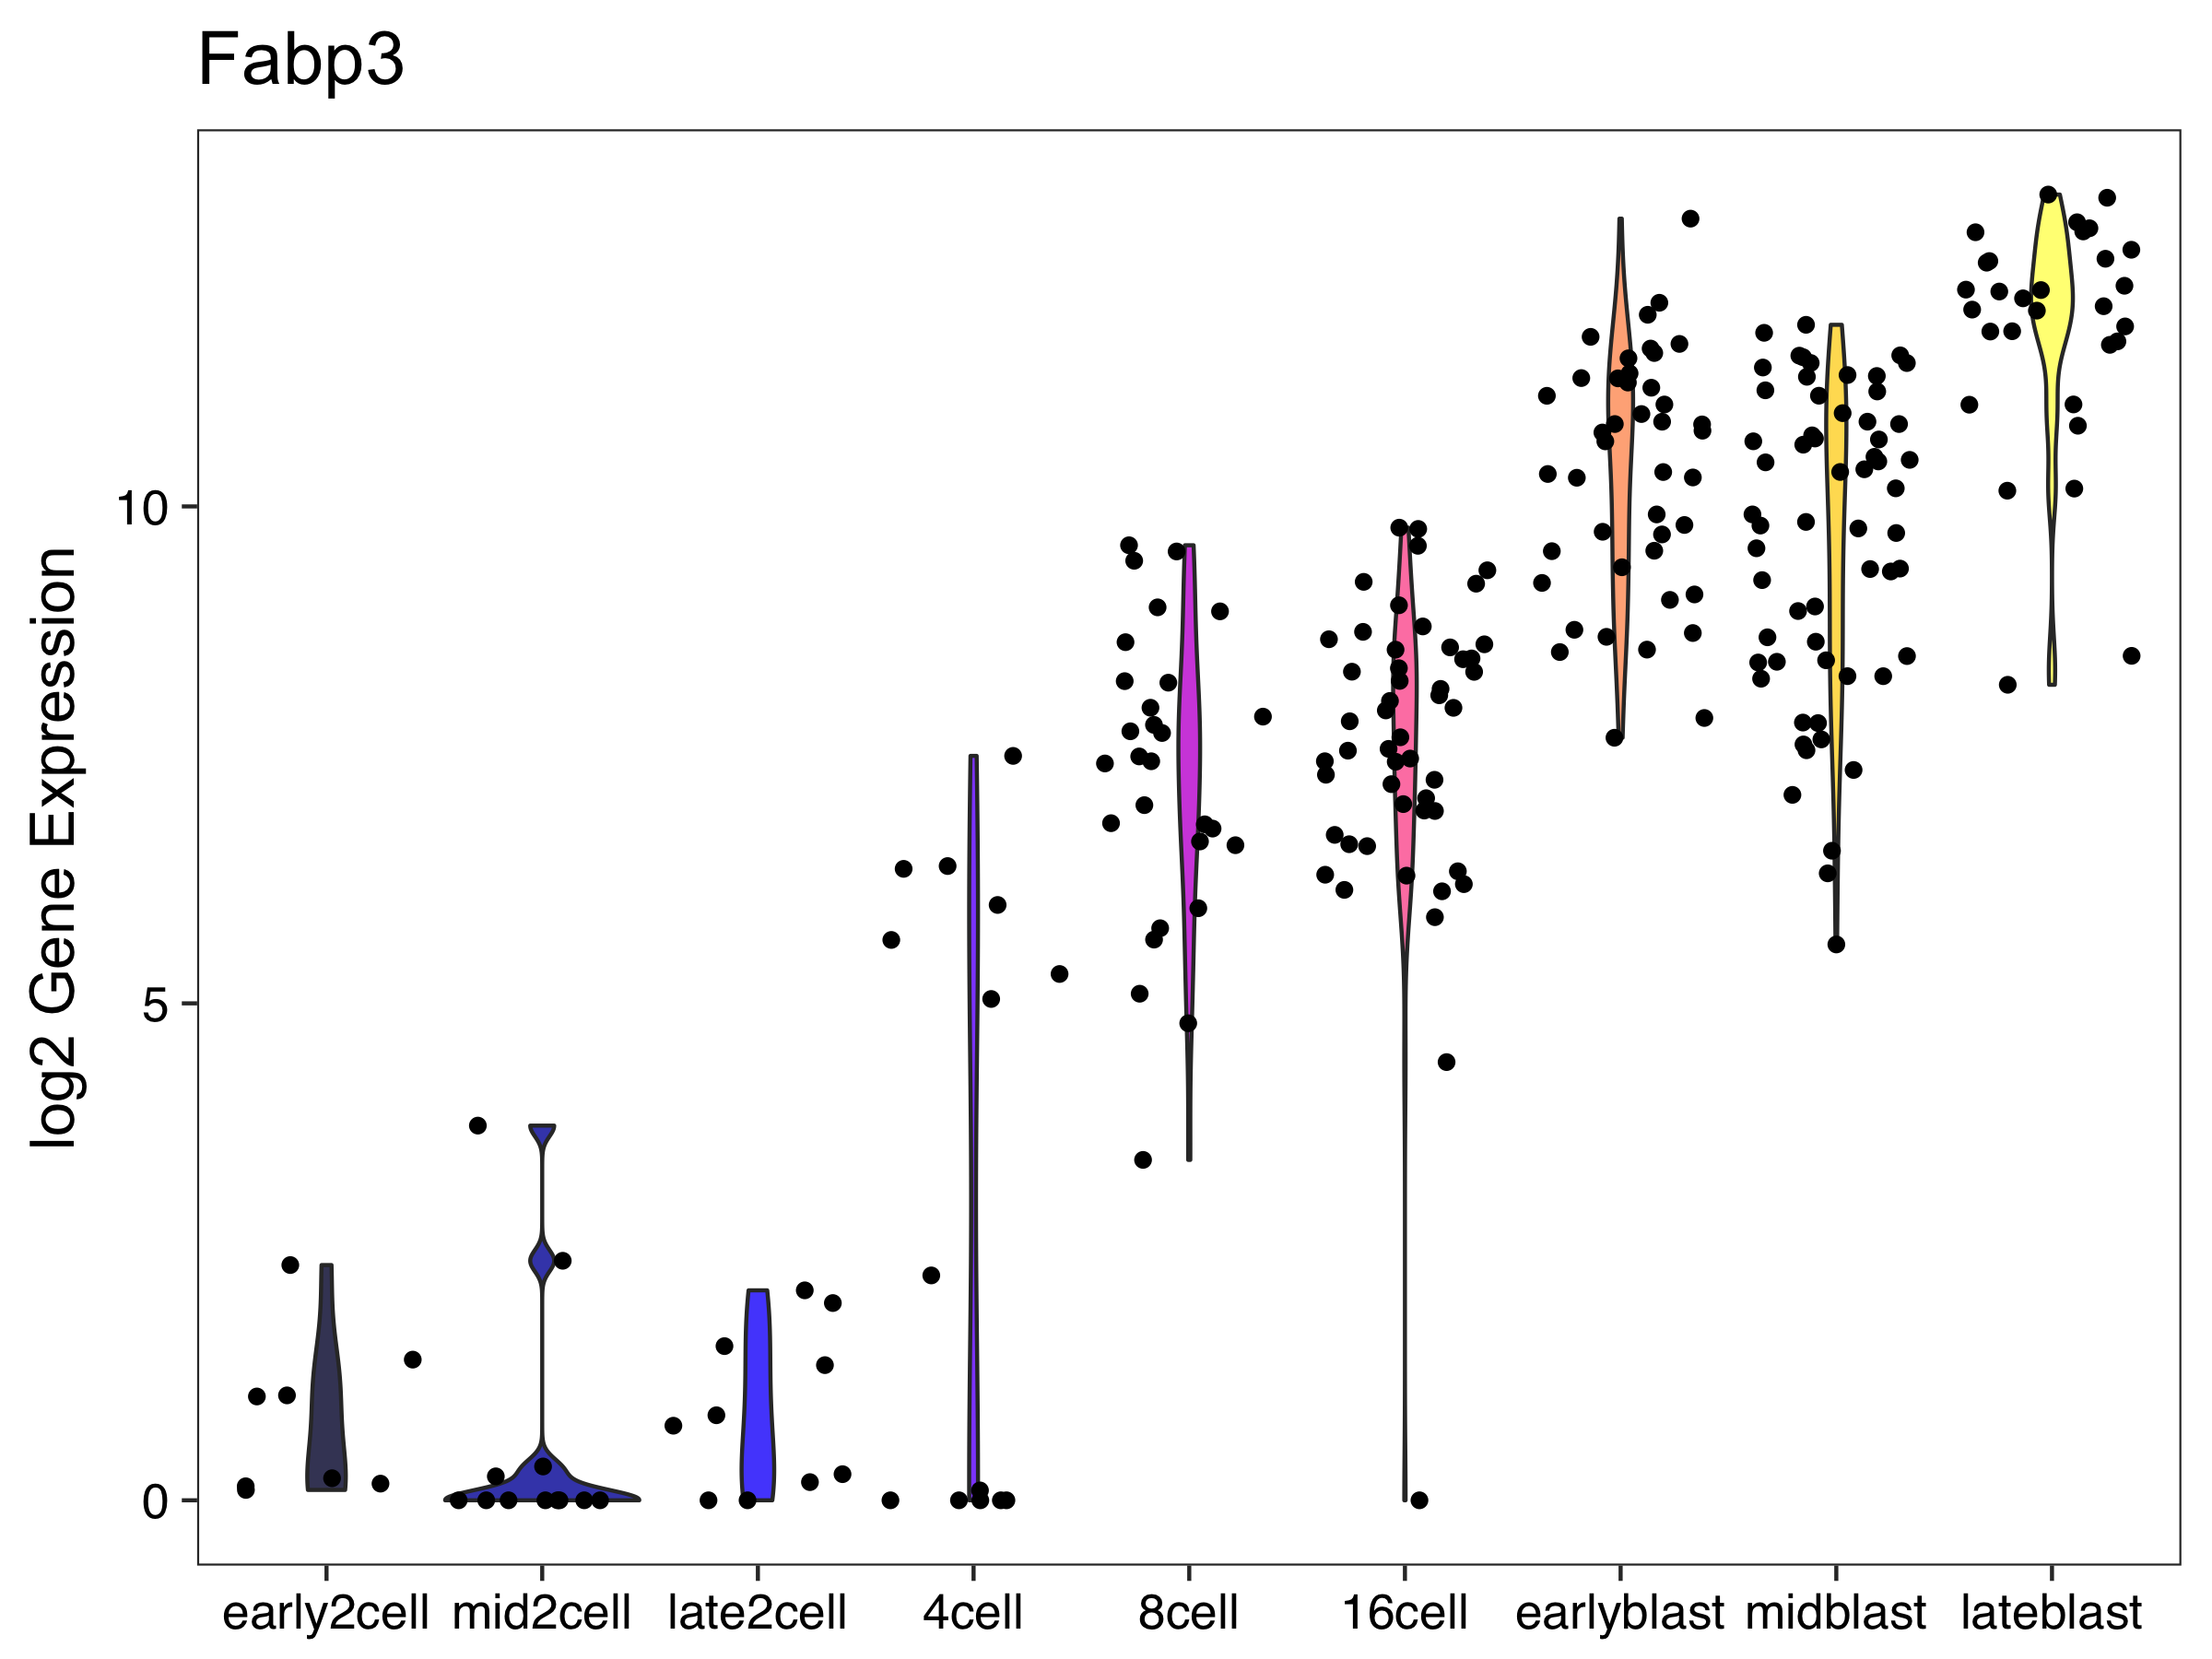 Fabp3
log2 Gene Expression
10
5
0
early2cell mid2cell late2cell 4cell 8cell 16cell earlyblast midblast lateblast